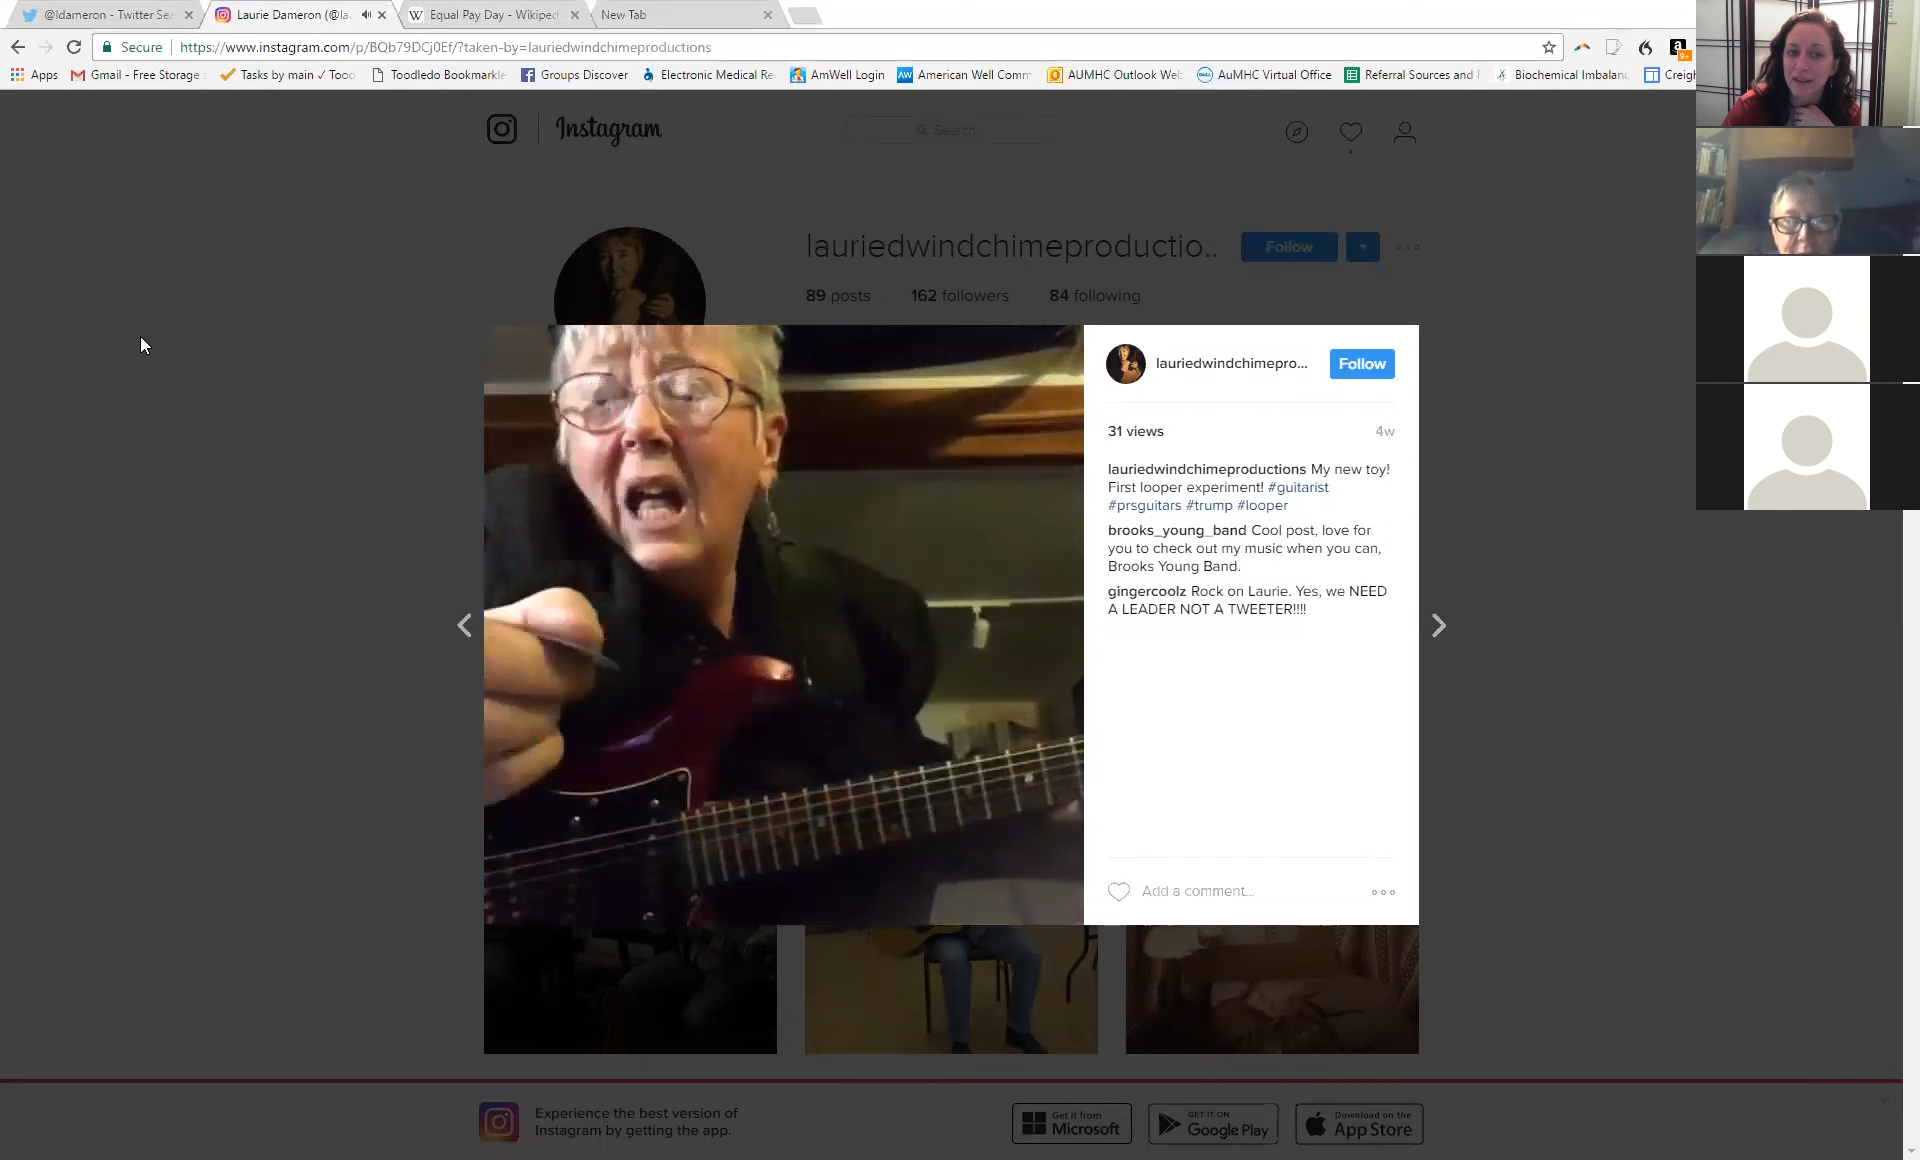 @ldameron - Twitter Sea
Laurie Dameron (@la
Equal Pay Day - Wikiped
New Tab
Secure
https://www.instagram.com/p/BQb79DCj0Ef/?taken-by=lauriedwindchimeproductions
Apps
Gmail - Free Storage
Tasks by main ✓ Tood
Toodledo Bookmarkle
Groups Discover
Electronic Medical Re
AmWell Login
American Well Comm
AUMHC Outlook Web
AuMHC Virtual Office
Referral Sources and
Biochemical Imbalanc
Creigh
Instagram
Search
lauriedwindchimeproductio..
Follow
89 posts
162 followers
84 following
lauriedwindchimepro...
Follow
31 views
4w
lauriedwindchimeproductions My new toy!
First looper experiment! #guitarist
#prsguitars #trump #looper
brooks_young_band Cool post, love for
you to check out my music when you can,
Brooks Young Band.
gingercoolz Rock on Laurie. Yes, we NEED
A LEADER NOT A TWEETER!!!!
Add a comment...
Experience the best version of
Instagram by getting the app.
Get it from
Microsoft
GET IT ON
Google Play
Download on the
App Store